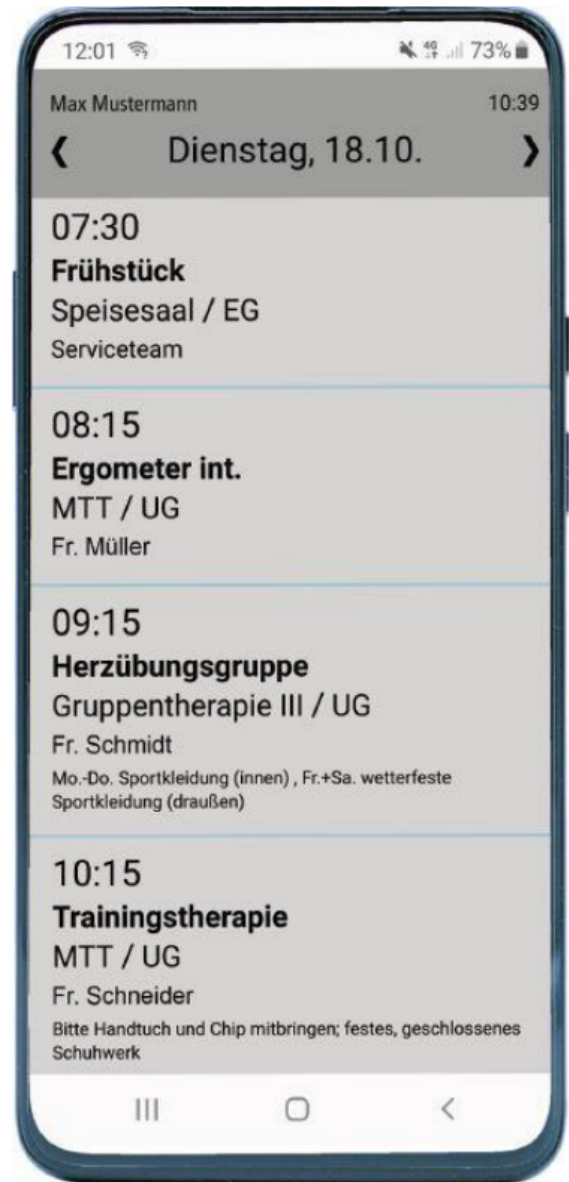 12:01 4G 73%
Max Mustermann 10:39
❮ Dienstag, 18.10. ❯
07:30
Frühstück
Speisesaal / EG
Serviceteam
08:15
Ergometer int.
MTT / UG
Fr. Müller
09:15
Herzübungsgruppe
Gruppentherapie III / UG
Fr. Schmidt
Mo.-Do. Sportkleidung (innen) , Fr.+Sa. wetterfeste
Sportkleidung (draußen)
10:15
Trainingstherapie
MTT / UG
Fr. Schneider
Bitte Handtuch und Chip mitbringen; festes, geschlossenes
Schuhwerk